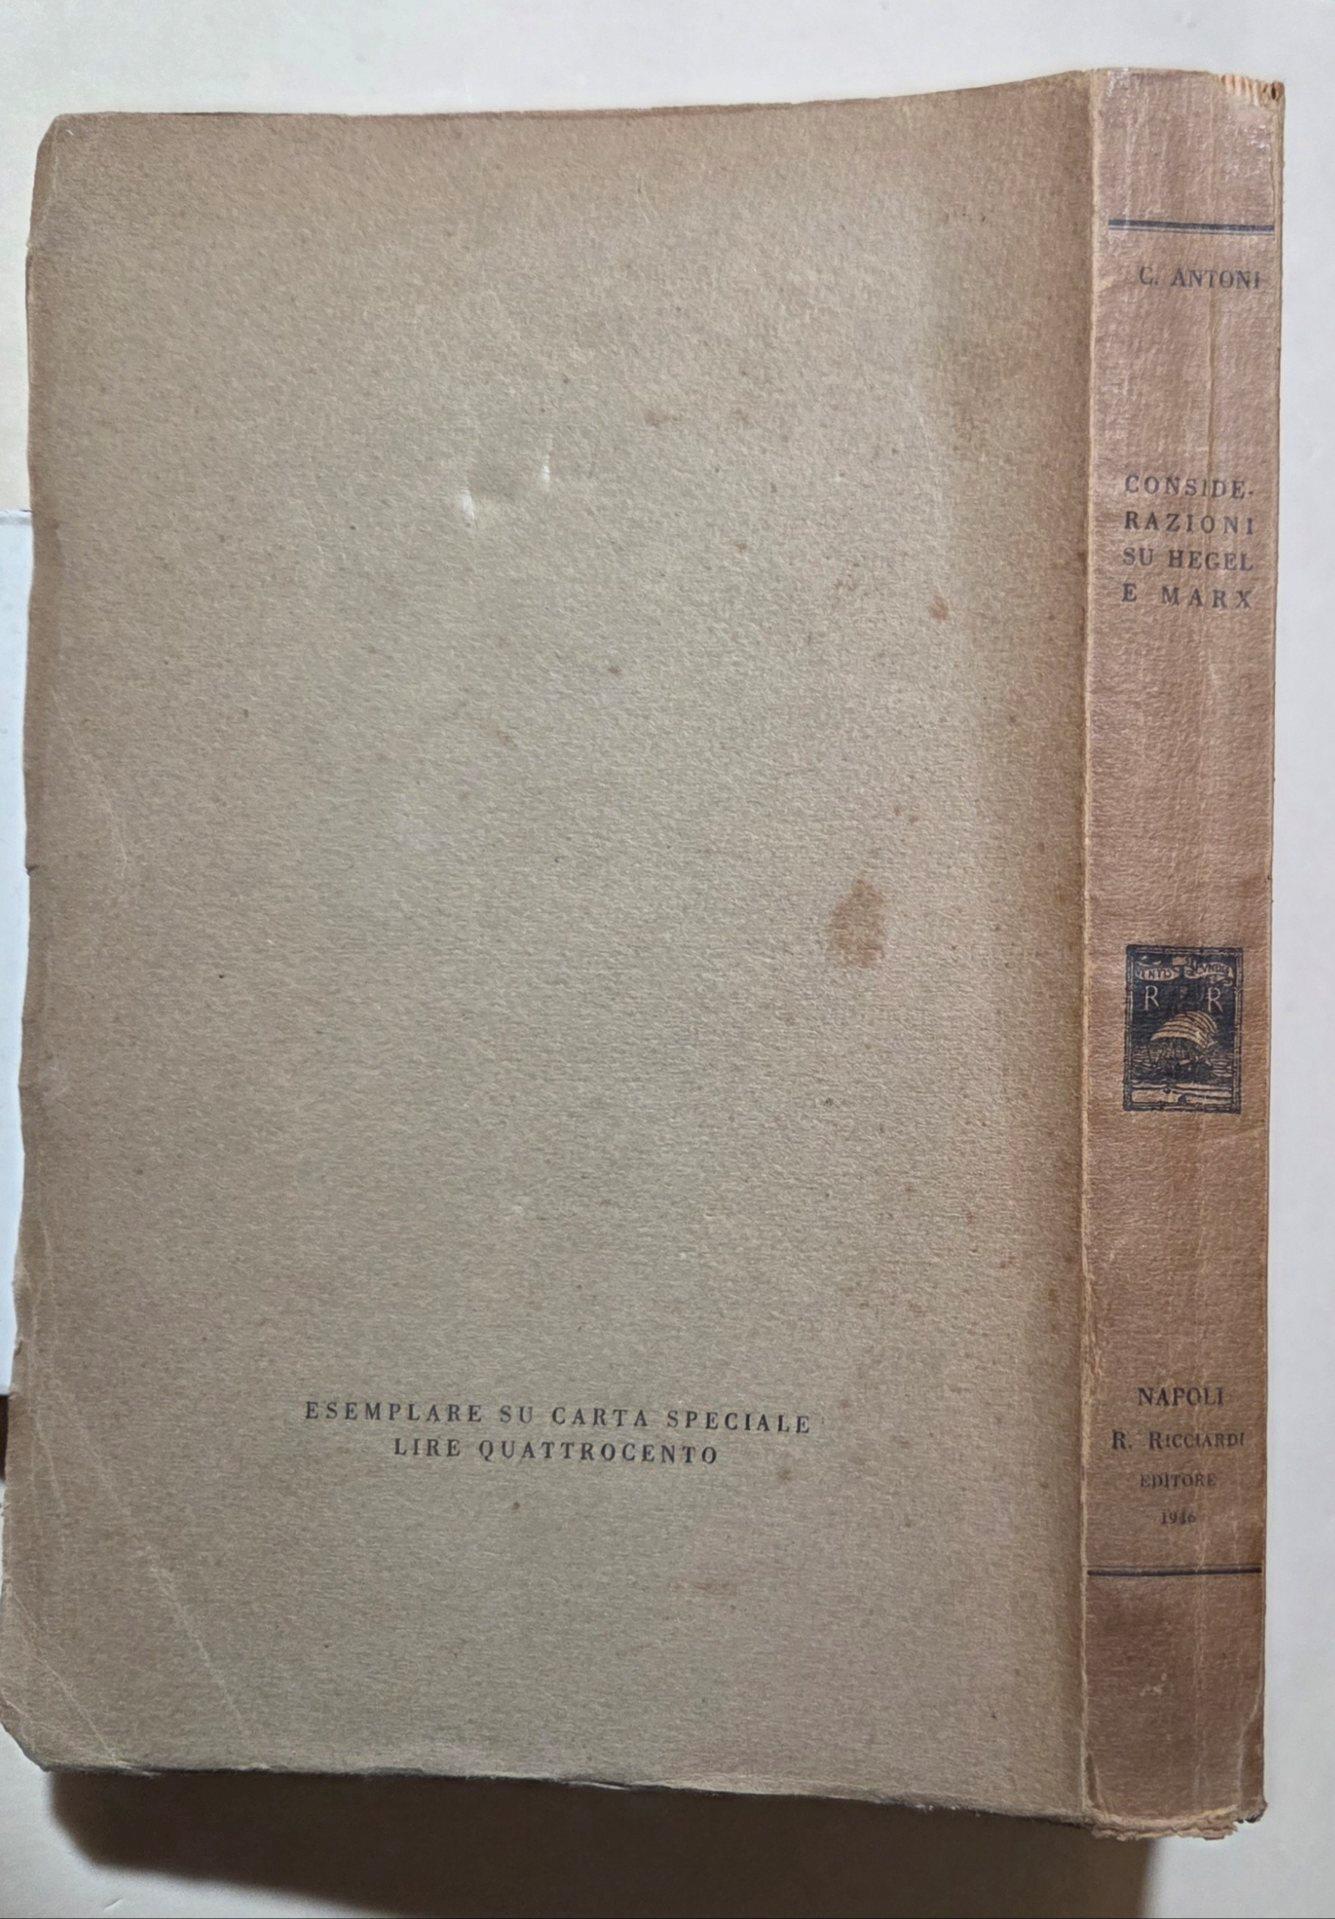 C. ANTONI
CONSIDE-
RAZIONI
SU HEGEL
E MARX
R R
NAPOLI
R. RICCIARDI
EDITORE
1946
ESEMPLARE SU CARTA SPECIALE
LIRE QUATTROCENTO